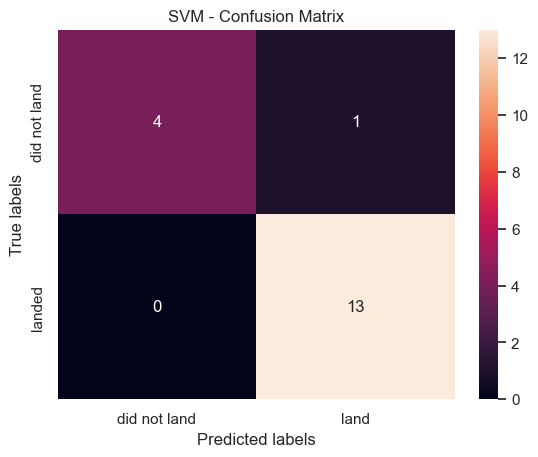 SVM - Confusion Matrix
True labels
did not land
landed
4
1
0
13
did not land
land
Predicted labels
12
10
8
6
4
2
0